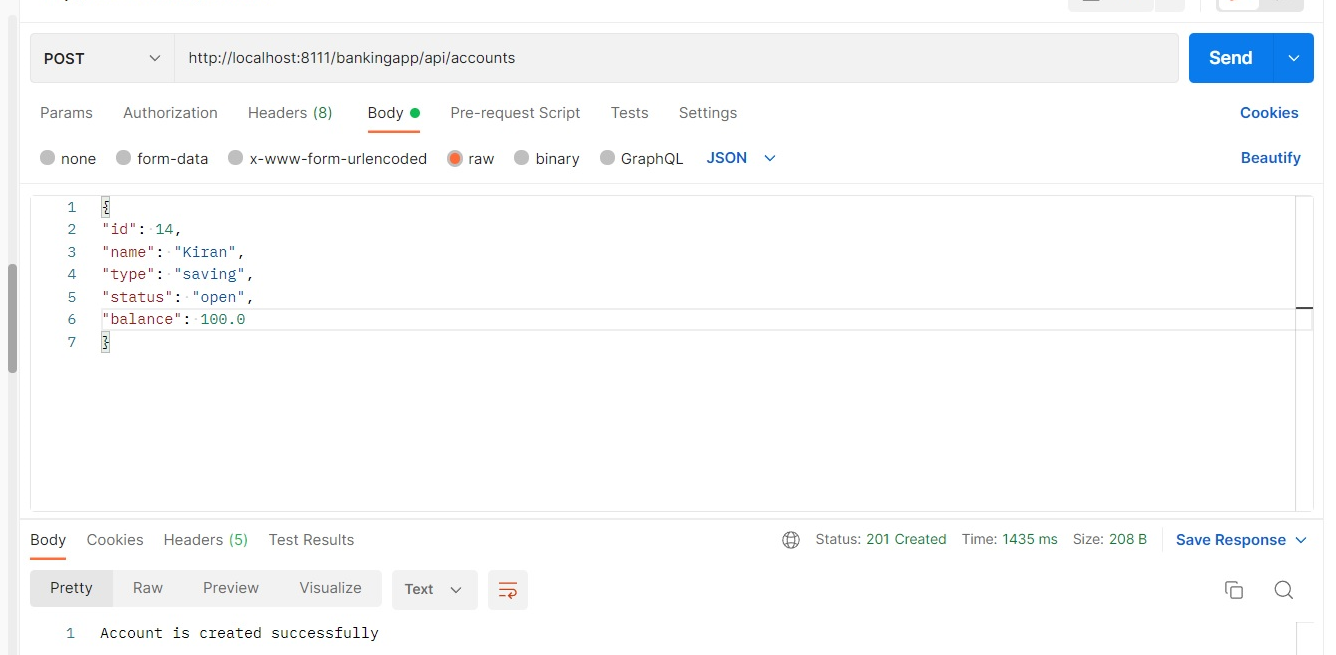 POST http://localhost:8111/bankingapp/api/accounts Send
Params Authorization Headers (8) Body Pre-request Script Tests Settings Cookies
none form-data x-www-form-urlencoded raw binary GraphQL JSON Beautify
1 {
2 "id": 14,
3 "name": "Kiran",
4 "type": "saving",
5 "status": "open",
6 "balance": 100.0
7 }
Body Cookies Headers (5) Test Results Status: 201 Created Time: 1435 ms Size: 208 B Save Response
Pretty Raw Preview Visualize Text
1 Account is created successfully